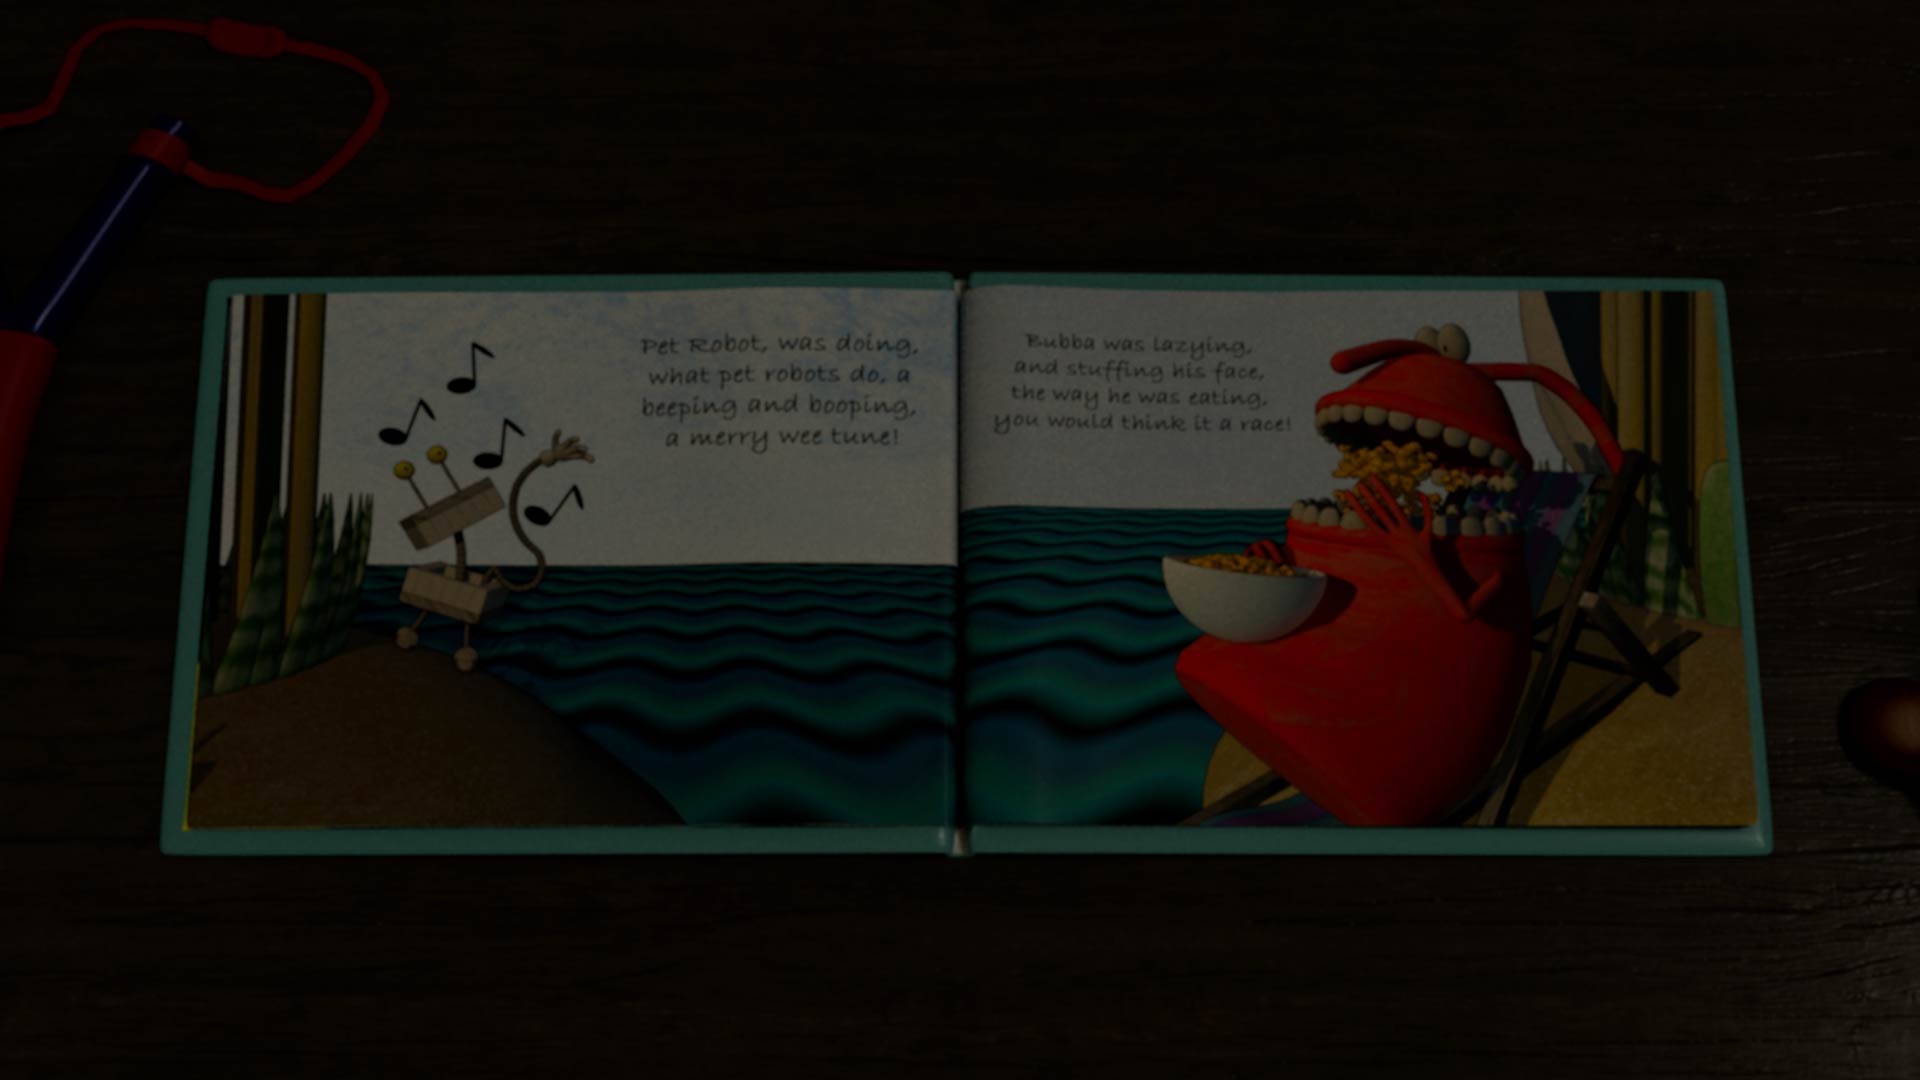 Pet Robot, was doing,
what pet robots do, a
beeping and booping,
a merry wee tune!
Bubba was lazying,
and stuffing his face,
the way he was eating,
you would think it a race!